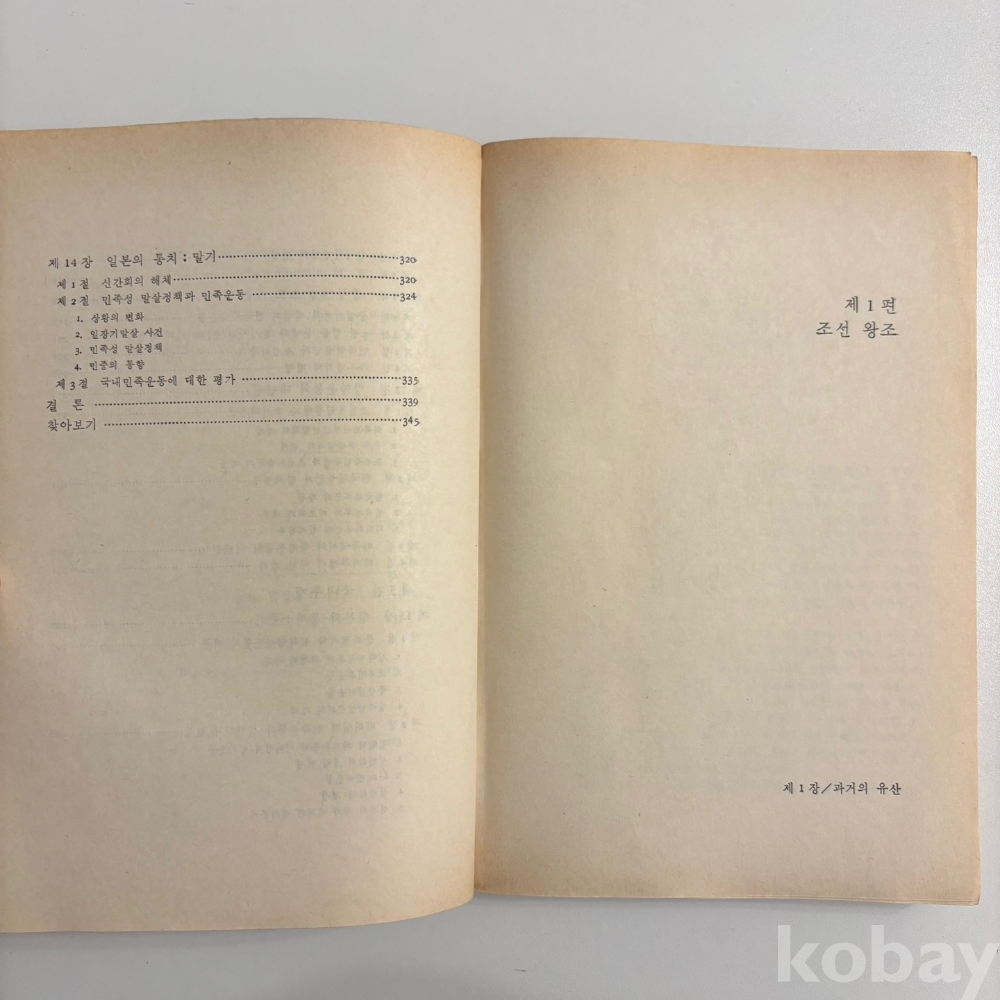 제 14 장 일본의 통치 : 말기 320
제 1 절 신간회의 해체 320
제 2 절 민족성 말살정책과 민족운동 324
1. 상황의 변화
2. 일장기말살 사건
3. 민족성 말살정책
4. 민중의 동향
제 3 절 국내민족운동에 대한 평가 335
결 론 339
찾아보기 345
제 1 편
조선 왕조
제 1 장／과거의 유산
kobay